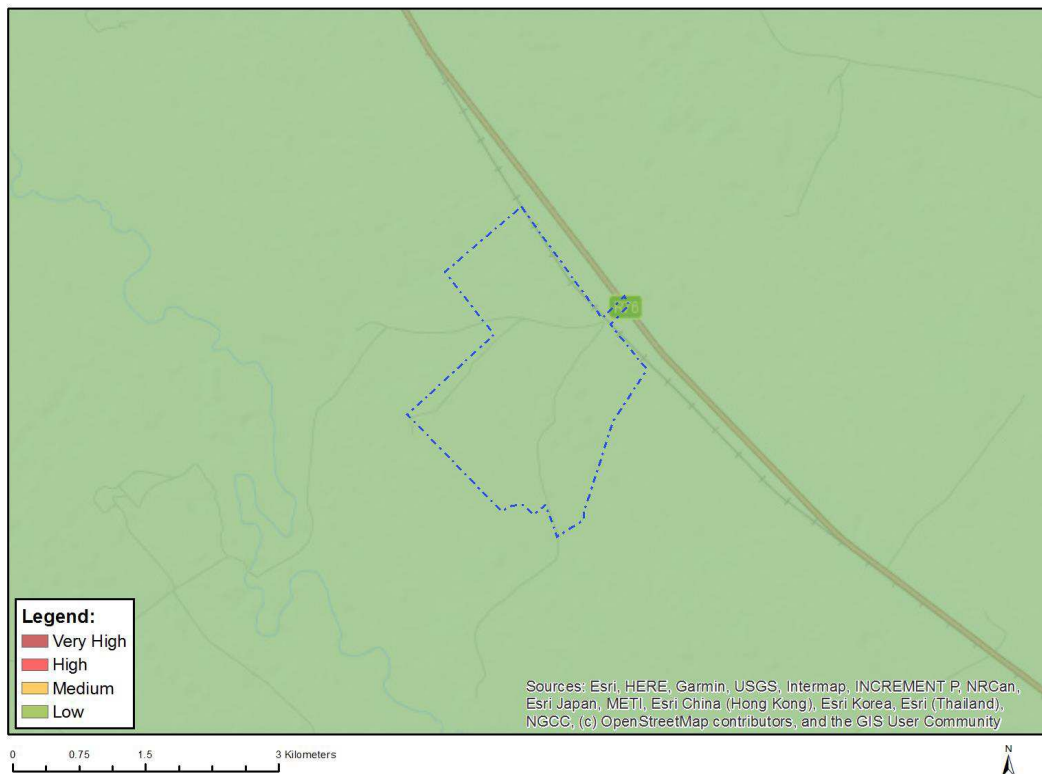 Legend:
Very High
High
Medium
Low
Sources: Esri, HERE, Garmin, USGS, Intermap, INCREMENT P, NRCan,
Esri Japan, METI, Esri China (Hong Kong), Esri Korea, Esri (Thailand),
NGCC, (c) OpenStreetMap contributors, and the GIS User Community
0 0.75 1.5 3 Kilometers
N